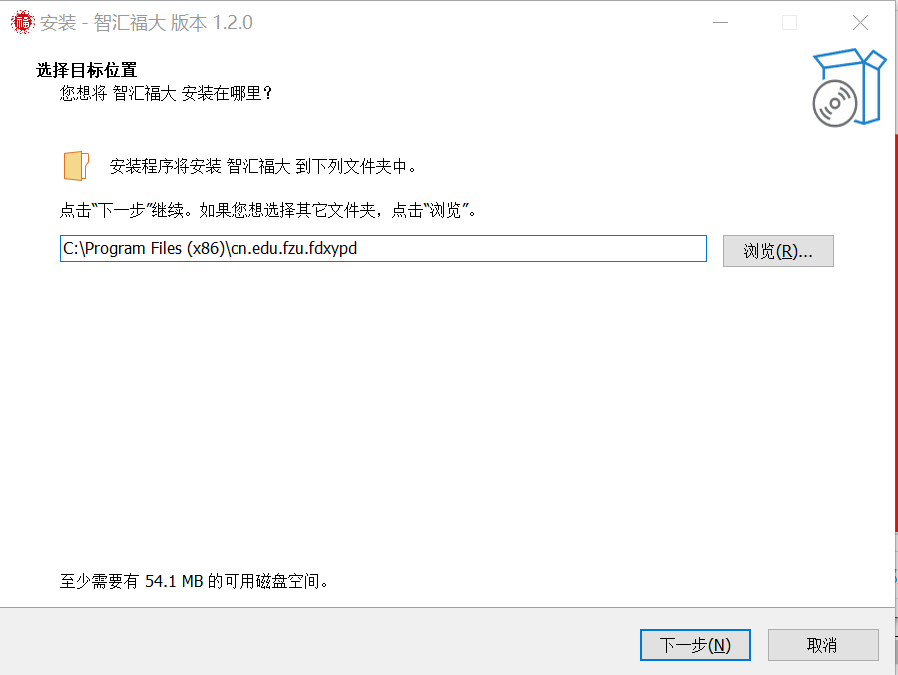 安装 - 智汇福大 版本 1.2.0
选择目标位置
您想将 智汇福大 安装在哪里？
安装程序将安装 智汇福大 到下列文件夹中。
点击“下一步”继续。如果您想选择其它文件夹，点击“浏览”。
C:\Program Files (x86)\cn.edu.fzu.fdxypd
浏览(R)...
至少需要有 54.1 MB 的可用磁盘空间。
下一步(N)
取消